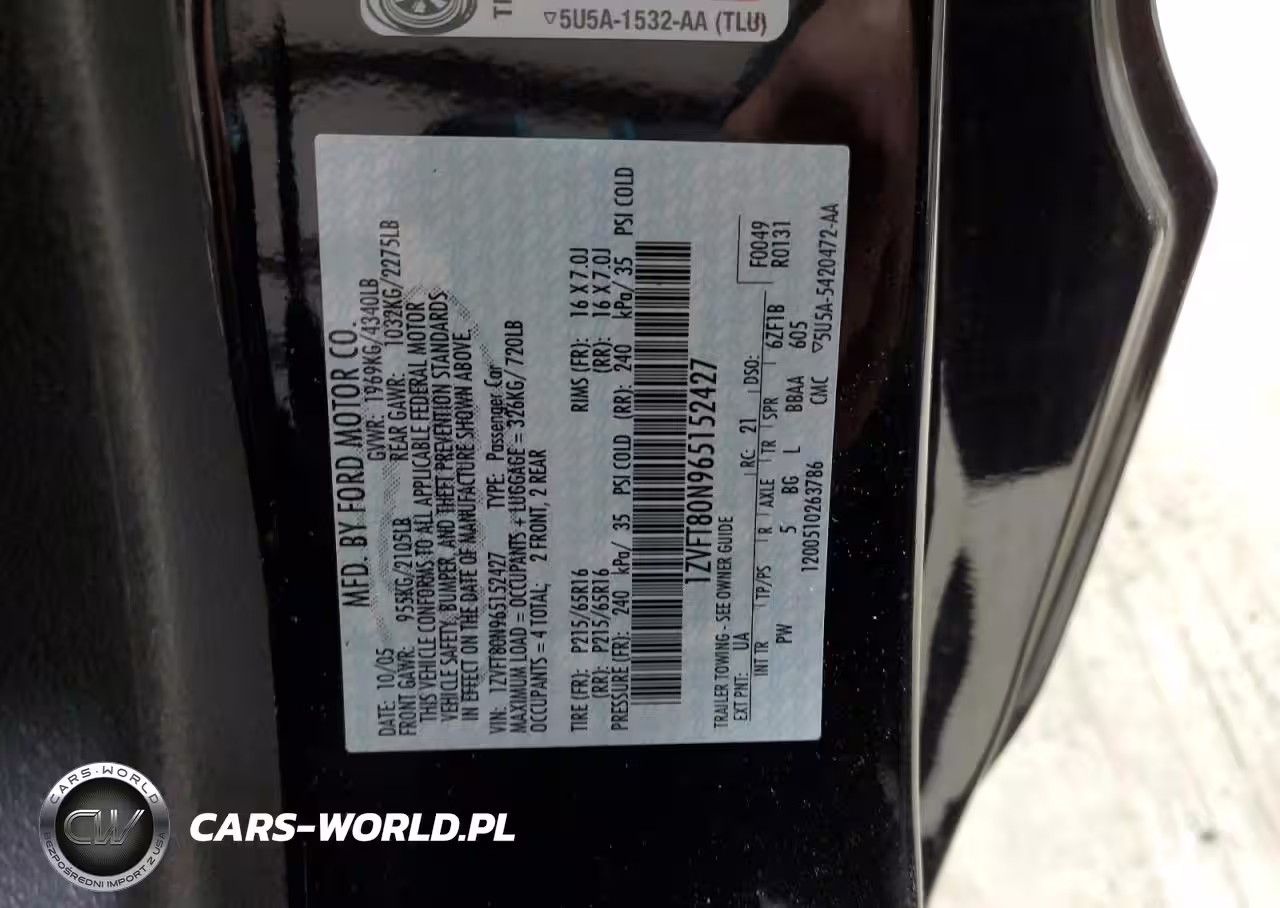 5U5A-1532-AA (TLU)
MFD. BY FORD MOTOR CO.
DATE: 10/05 GVWR: 1969KG/4340LB
FRONT GAWR: 953KG/2105LB REAR GAWR: 1032KG/2275LB
THIS VEHICLE CONFORMS TO ALL APPLICABLE FEDERAL MOTOR
VEHICLE SAFETY, BUMPER, AND THEFT PREVENTION STANDARDS
IN EFFECT ON THE DATE OF MANUFACTURE SHOWN ABOVE.
VIN: 1ZVFT80N965152427 TYPE: Passenger Car
MAXIMUM LOAD = OCCUPANTS + LUGGAGE = 326KG/720LB
OCCUPANTS = 4 TOTAL; 2 FRONT, 2 REAR
TIRE (FR): P215/65R16 RIMS (FR): 16 X 7.0J
(RR): P215/65R16 (RR): 16 X 7.0J
PRESSURE (FR): 240 kPa/ 35 PSI COLD (RR): 240 kPa/ 35 PSI COLD
1ZVFT80N965152427
TRAILER TOWING - SEE OWNER GUIDE
F0049
R0131
EXT PNT: UA RC: 21 DSO:
INT TR TP/PS R AXLE TR SPR 6ZF1B
PW 5 BG L BBAA 605
1200510263786 CMC ▽5U5A-5420472-AA
CARS·WORLD
CW
BEZPOŚREDNI IMPORT Z USA
CARS-WORLD.PL